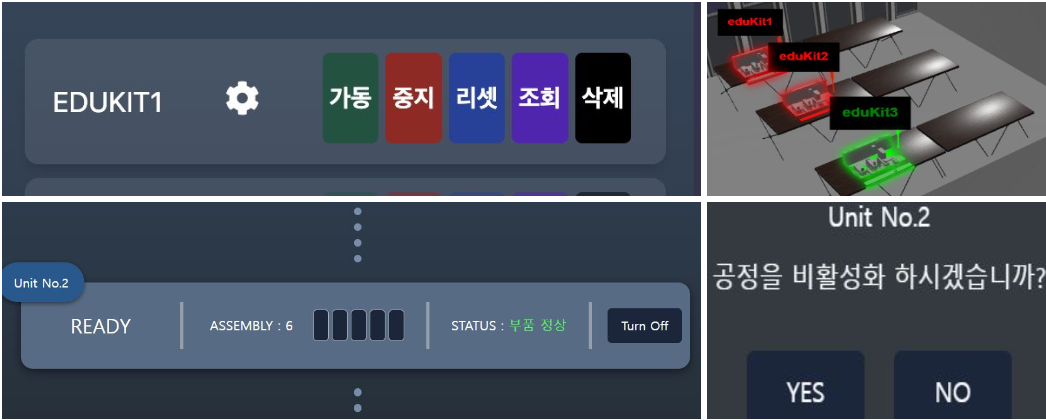 EDUKIT1 가동 중지 리셋 조회 삭제
eduKit1
eduKit2
eduKit3
Unit No.2
READY ASSEMBLY : 6 STATUS : 부품 정상 Turn Off
Unit No.2
공정을 비활성화 하시겠습니까?
YES NO